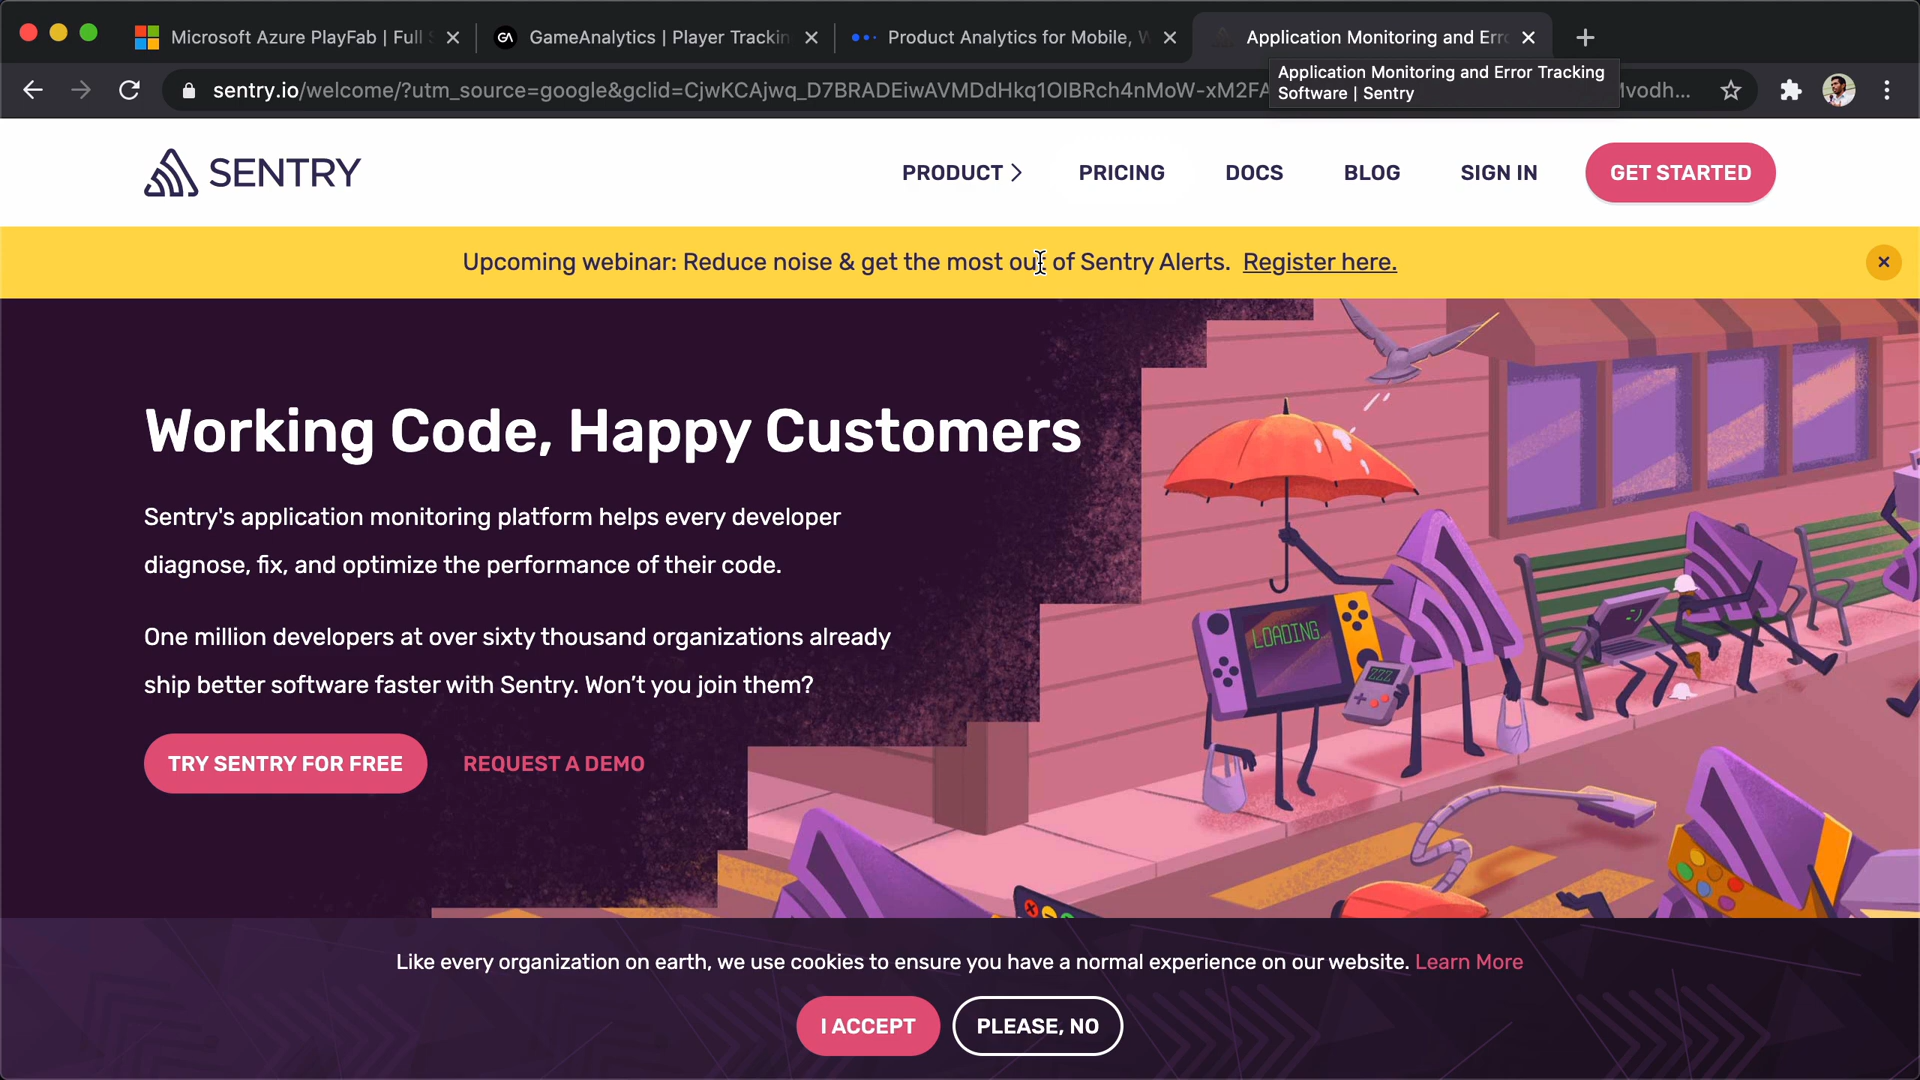 Microsoft Azure PlayFab | Full
GameAnalytics | Player Trackin
Product Analytics for Mobile, W
Application Monitoring and Erro
sentry.io/welcome/?utm_source=google&gclid=CjwKCAjwq_D7BRADEiwAVMDdHkq1OIBRch4nMoW-xM2FA
vodh...
Application Monitoring and Error Tracking
Software | Sentry
SENTRY
PRODUCT
PRICING
DOCS
BLOG
SIGN IN
GET STARTED
Upcoming webinar: Reduce noise & get the most out of Sentry Alerts. Register here.
Working Code, Happy Customers
Sentry's application monitoring platform helps every developer
diagnose, fix, and optimize the performance of their code.
One million developers at over sixty thousand organizations already
ship better software faster with Sentry. Won’t you join them?
TRY SENTRY FOR FREE
REQUEST A DEMO
LOADING
ZZZ
Like every organization on earth, we use cookies to ensure you have a normal experience on our website. Learn More
I ACCEPT
PLEASE, NO